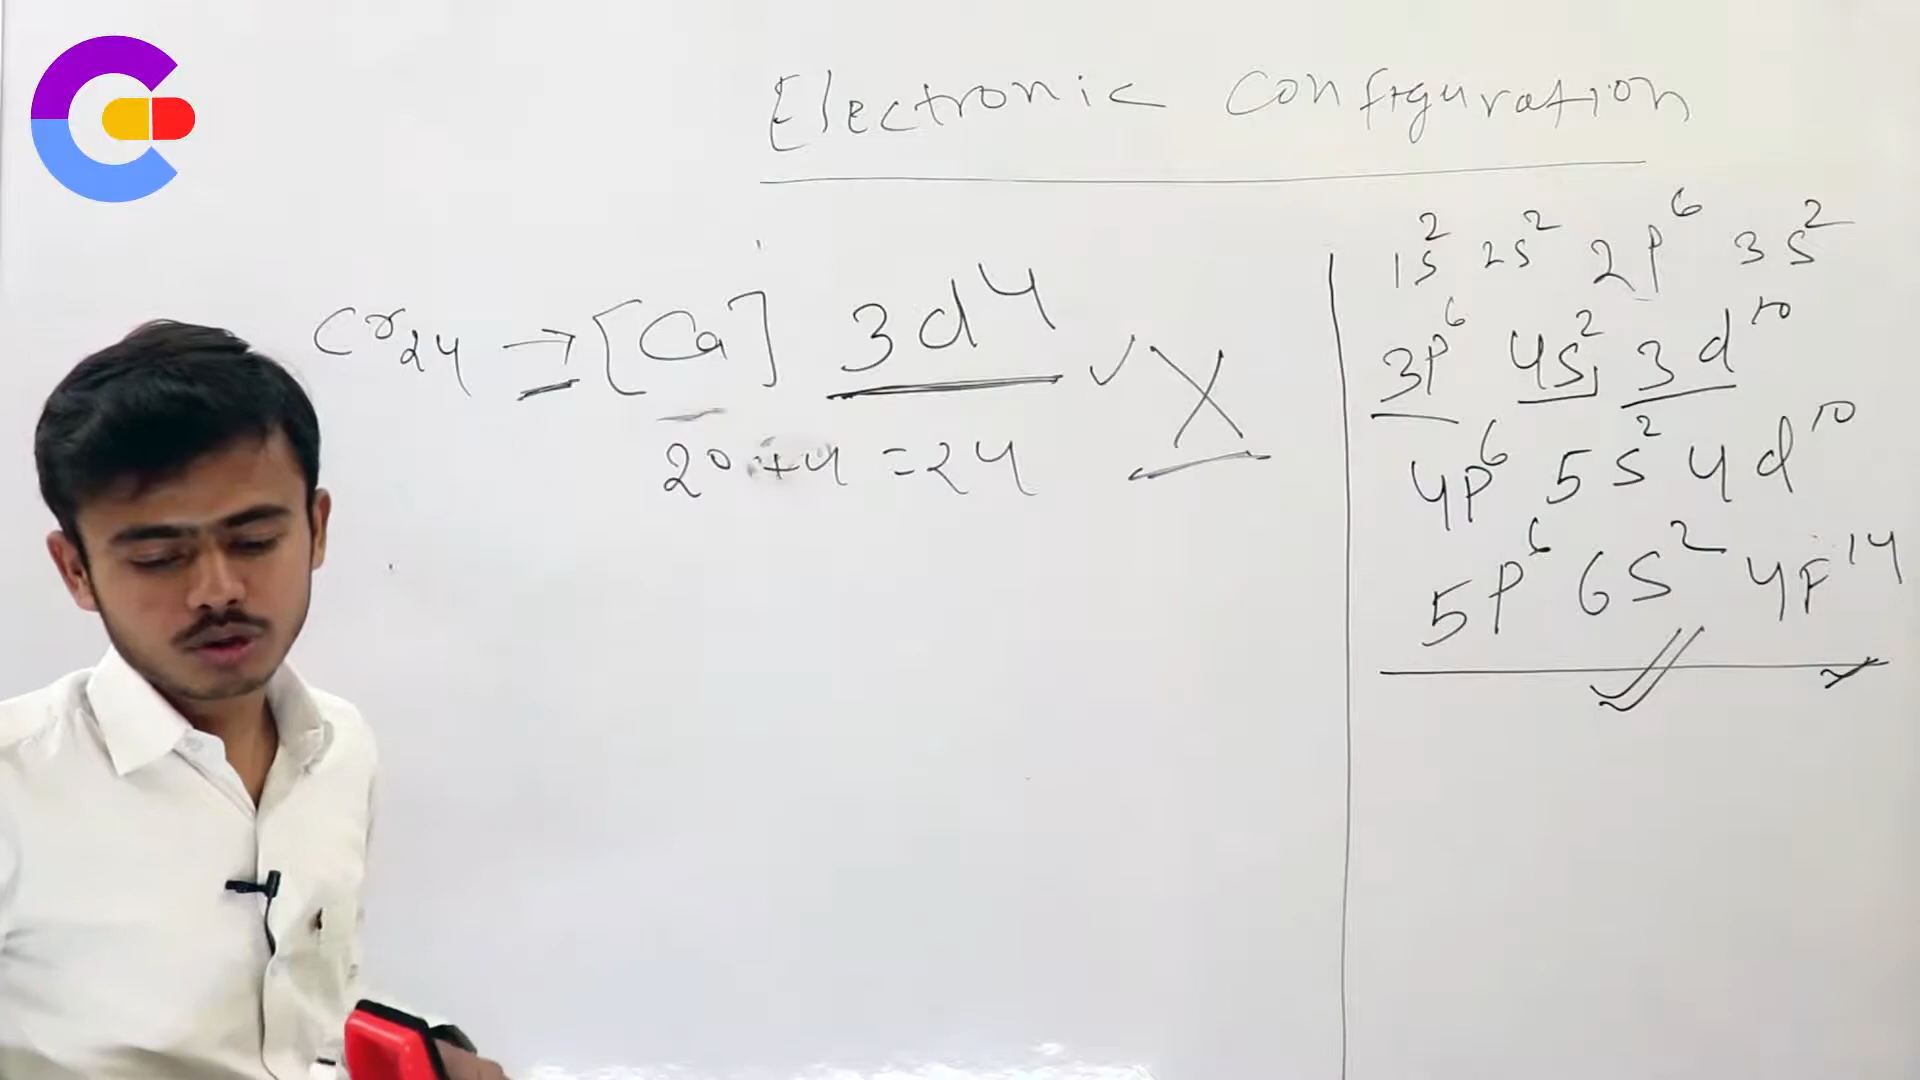 Electronic Configuration
Cr₂₄ → [Ca] 3d⁴ ✓ X
20 + 4 = 24
1s² 2s² 2p⁶ 3s²
3p⁶ 4s² 3d¹⁰
4p⁶ 5s² 4d¹⁰
5p⁶ 6s² 4F¹⁴